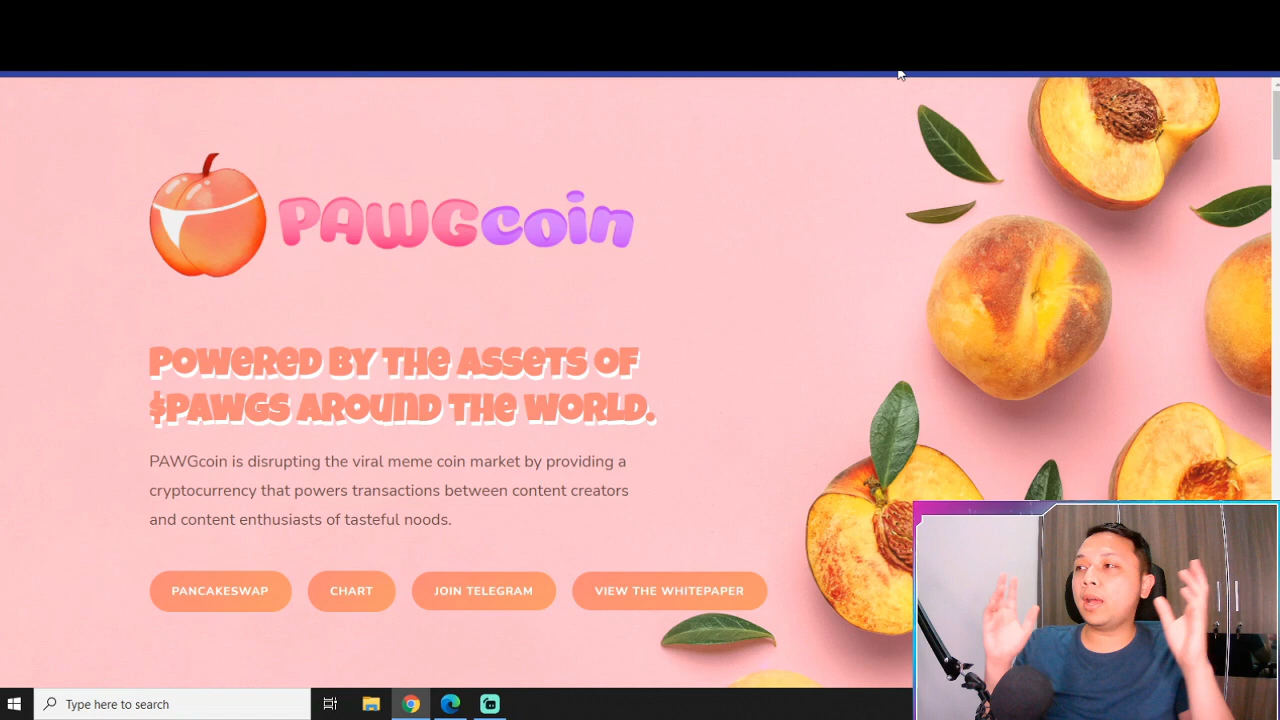 PAWGcoin
POWERED BY THE ASSETS OF
$PAWGS AROUND THE WORLD.
PAWGcoin is disrupting the viral meme coin market by providing a
cryptocurrency that powers transactions between content creators
and content enthusiasts of tasteful noods.
PANCAKESWAP
CHART
JOIN TELEGRAM
VIEW THE WHITEPAPER
Type here to search